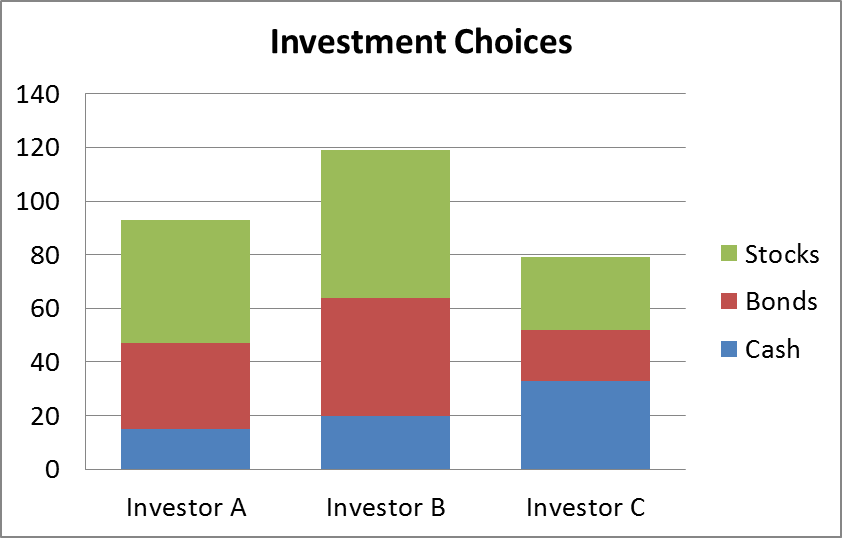 Investment Choices
140
120
100
80
60
40
20
0
Investor A
Investor B
Investor C
Stocks
Bonds
Cash